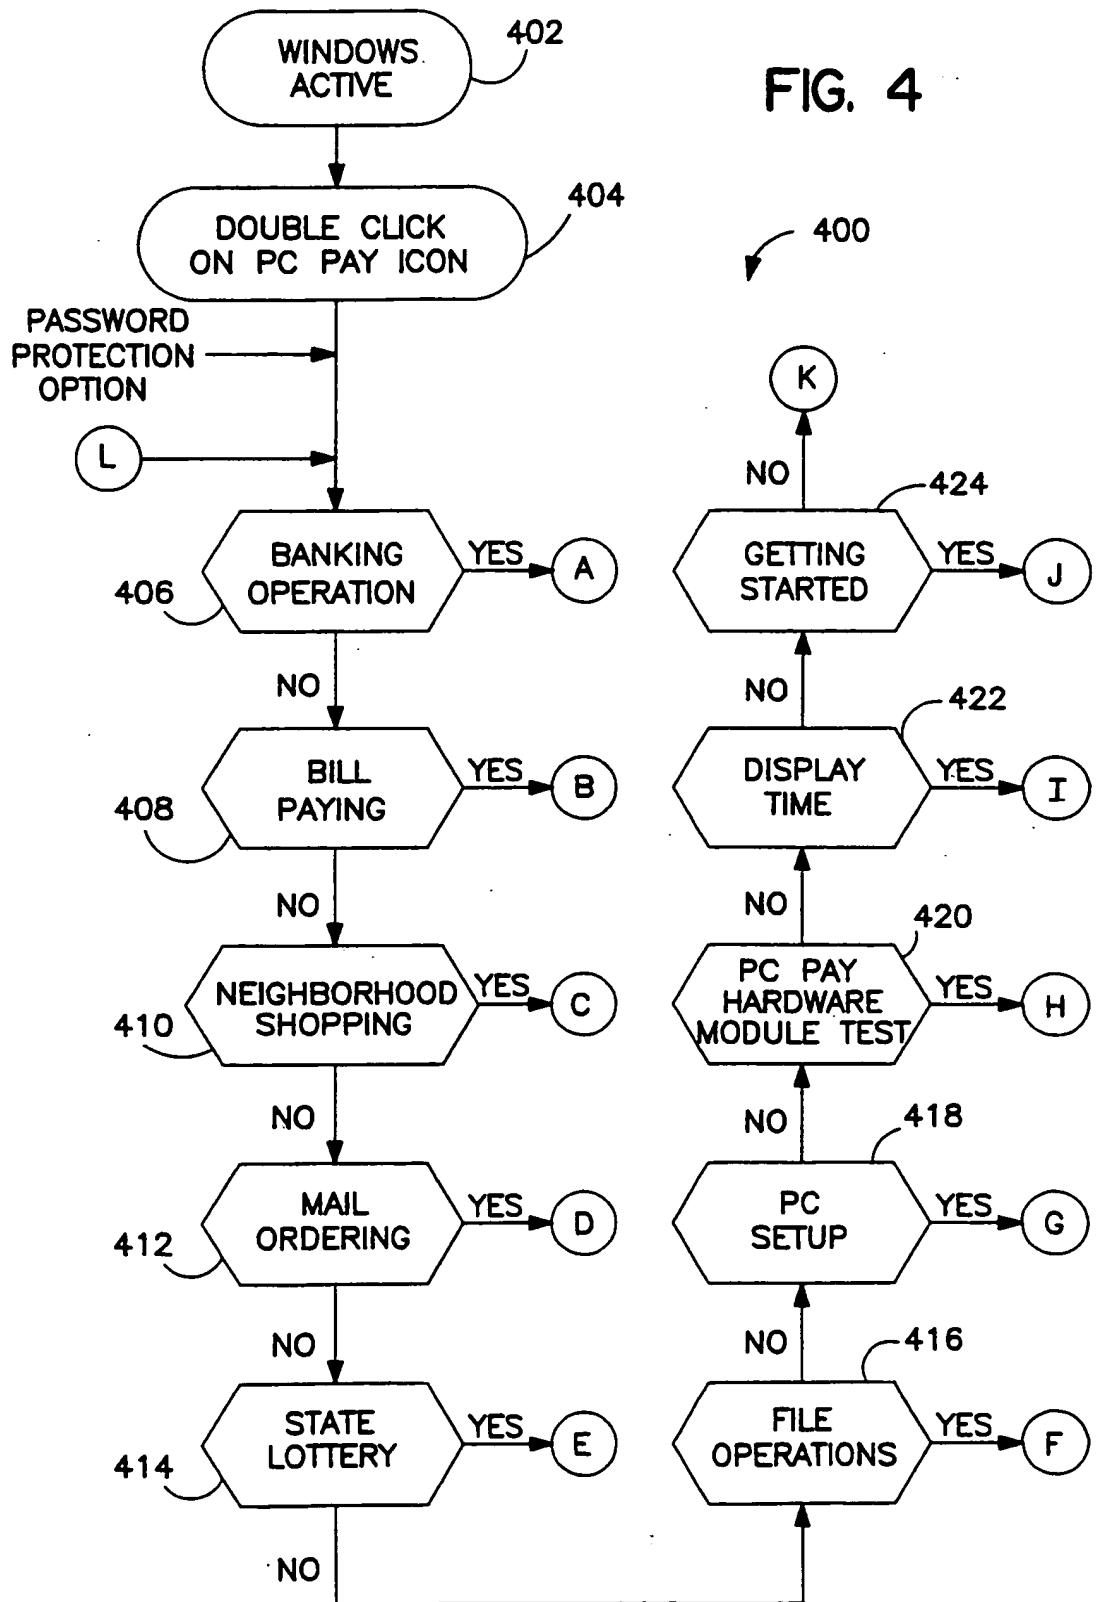 FIG. 4
400
WINDOWS
ACTIVE
402
DOUBLE CLICK
ON PC PAY ICON
404
PASSWORD
PROTECTION
OPTION
L
BANKING
OPERATION
406
YES
A
NO
BILL
PAYING
408
YES
B
NO
NEIGHBORHOOD
SHOPPING
410
YES
C
NO
MAIL
ORDERING
412
YES
D
NO
STATE
LOTTERY
414
YES
E
NO
FILE
OPERATIONS
416
YES
F
NO
PC
SETUP
418
YES
G
NO
PC PAY
HARDWARE
MODULE TEST
420
YES
H
NO
DISPLAY
TIME
422
YES
I
NO
GETTING
STARTED
424
YES
J
NO
K